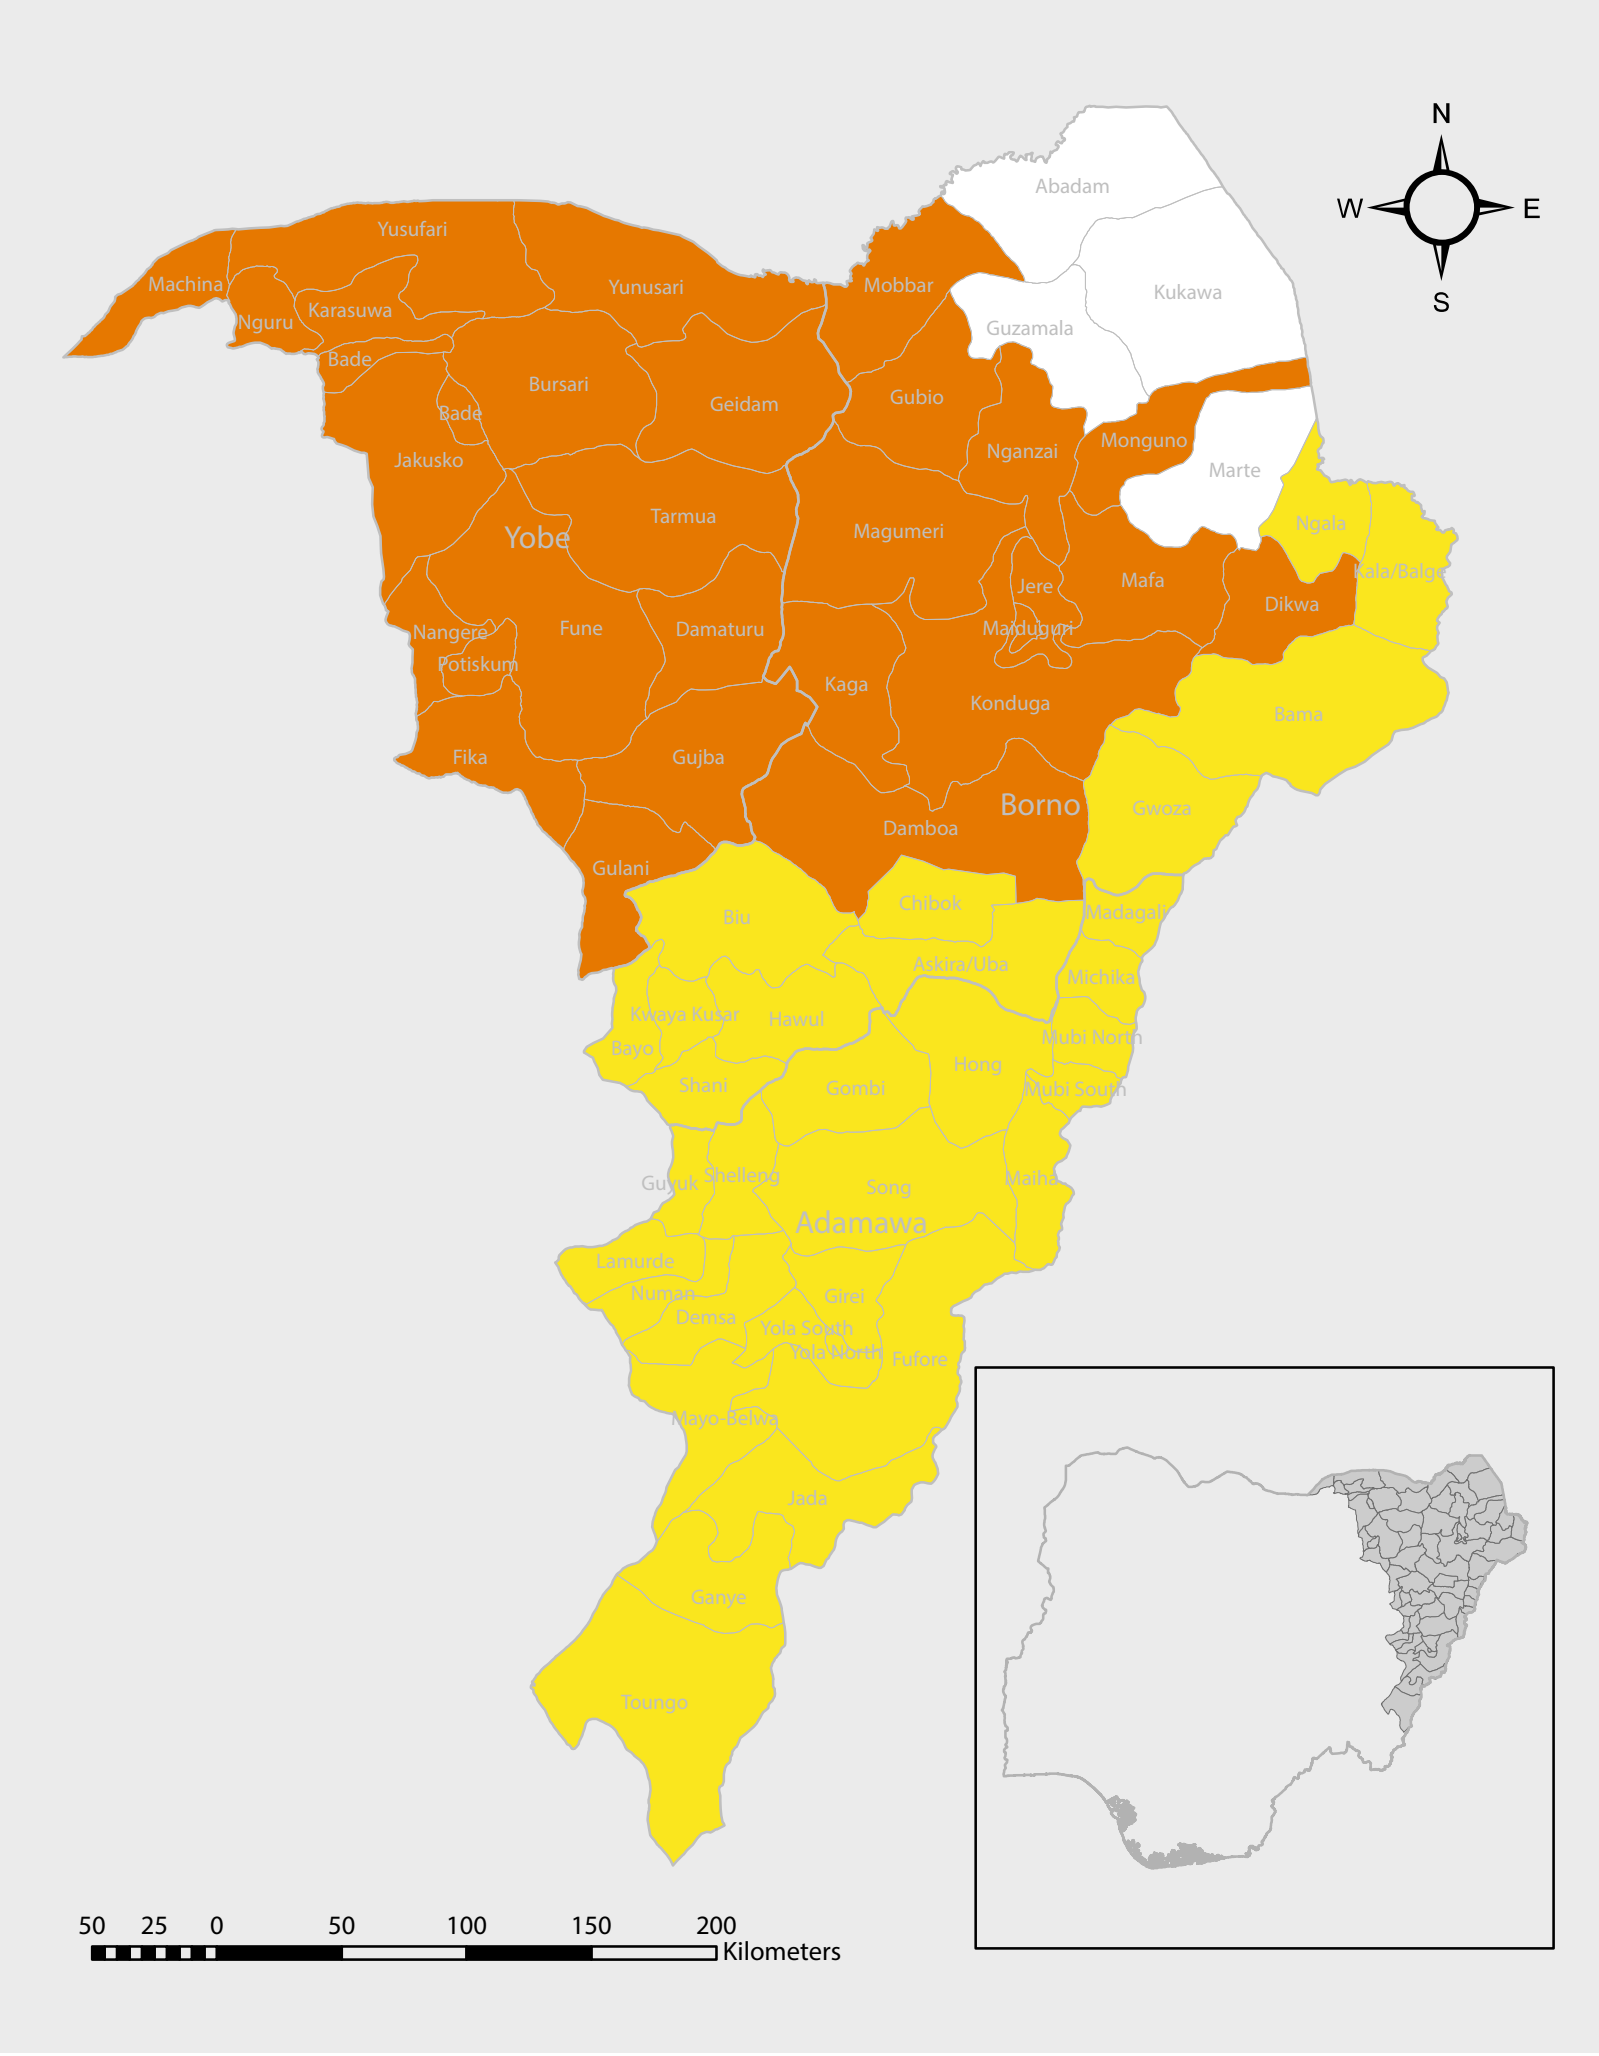 N
W
E
S
Abadam
Yusufari
Machina
Yunusari
Mobbar
Kukawa
Karasuwa
Nguru
Guzamala
Bade
Bursari
Gubio
Geidam
Bade
Monguno
Nganzai
Jakusko
Marte
Tarmua
Ngala
Magumeri
Yobe
Kala/Balge
Mafa
Jere
Dikwa
Nangere
Fune
Damaturu
Maiduguri
Potiskum
Kaga
Konduga
Bama
Fika
Gujba
Borno
Gwoza
Damboa
Gulani
Chibok
Madagali
Biu
Askira/Uba
Michika
Kwaya Kusar
Hawul
Mubi North
Bayo
Hong
Shani
Gombi
Mubi South
Shelleng
Maiha
Guyuk
Song
Adamawa
Lamurde
Numan
Girei
Demsa
Yola South
Yola North
Fufore
Mayo-Belwa
Jada
Ganye
Toungo
50 25 0 50 100 150 200
Kilometers